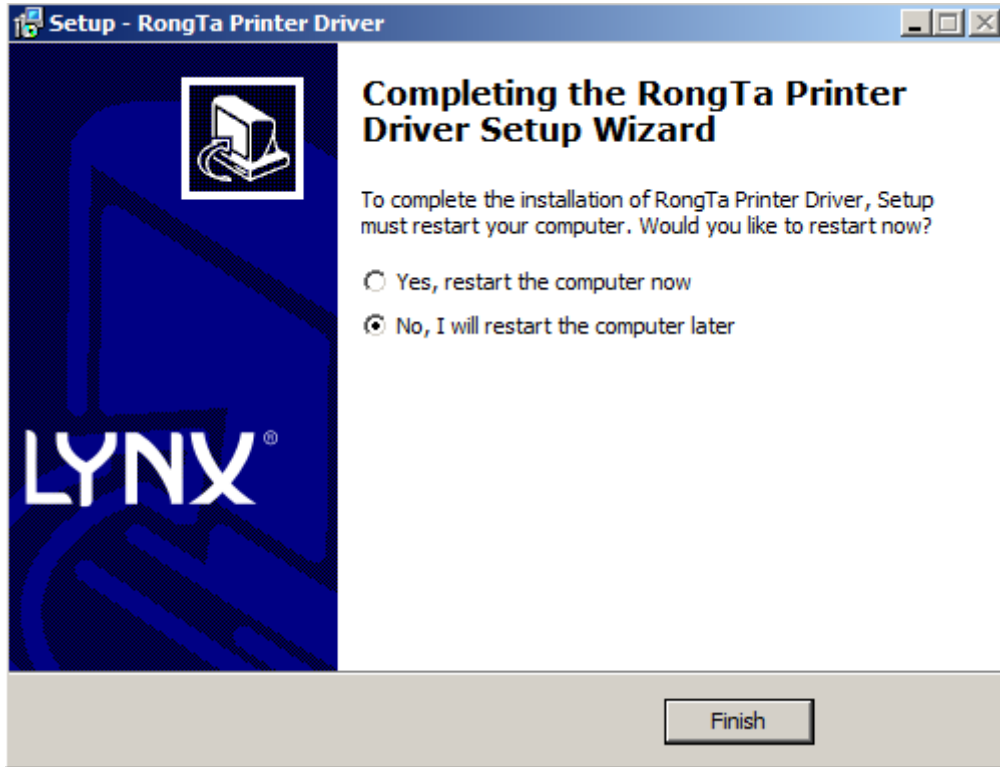 Setup - RongTa Printer Driver
Completing the RongTa Printer
Driver Setup Wizard
To complete the installation of RongTa Printer Driver, Setup
must restart your computer. Would you like to restart now?
Yes, restart the computer now
No, I will restart the computer later
LYNX®
Finish